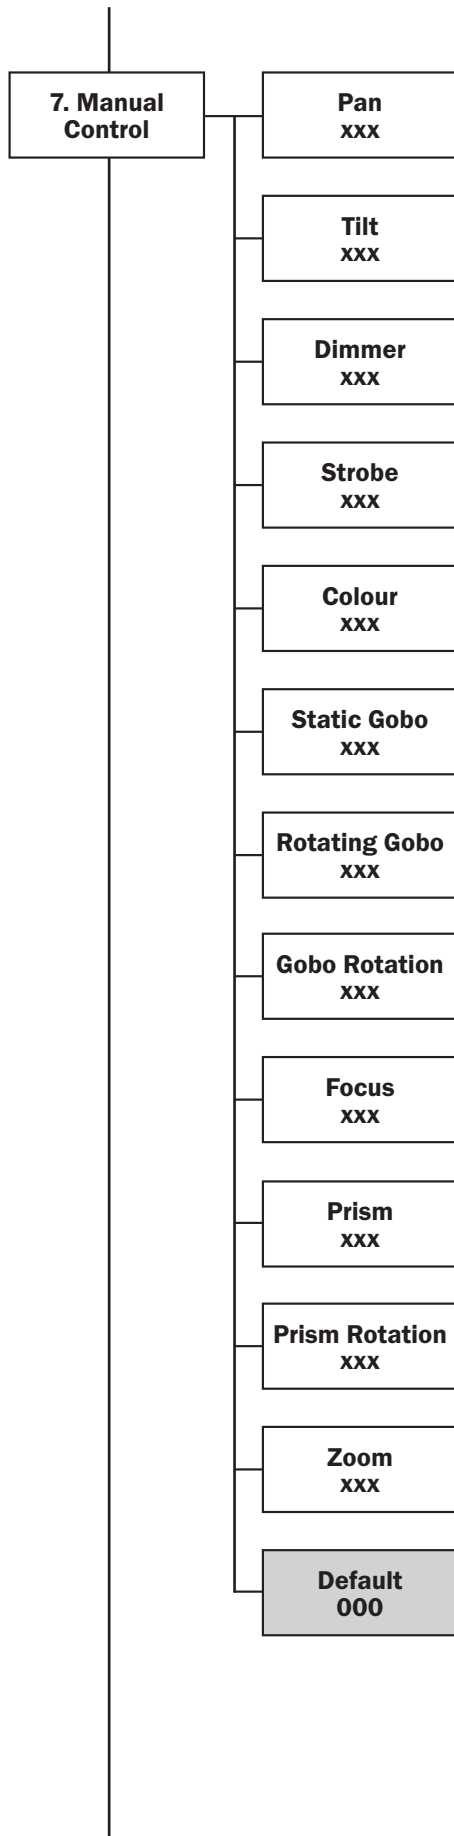 7. Manual
Control
Pan
xxx
Tilt
xxx
Dimmer
xxx
Strobe
xxx
Colour
xxx
Static Gobo
xxx
Rotating Gobo
xxx
Gobo Rotation
xxx
Focus
xxx
Prism
xxx
Prism Rotation
xxx
Zoom
xxx
Default
000